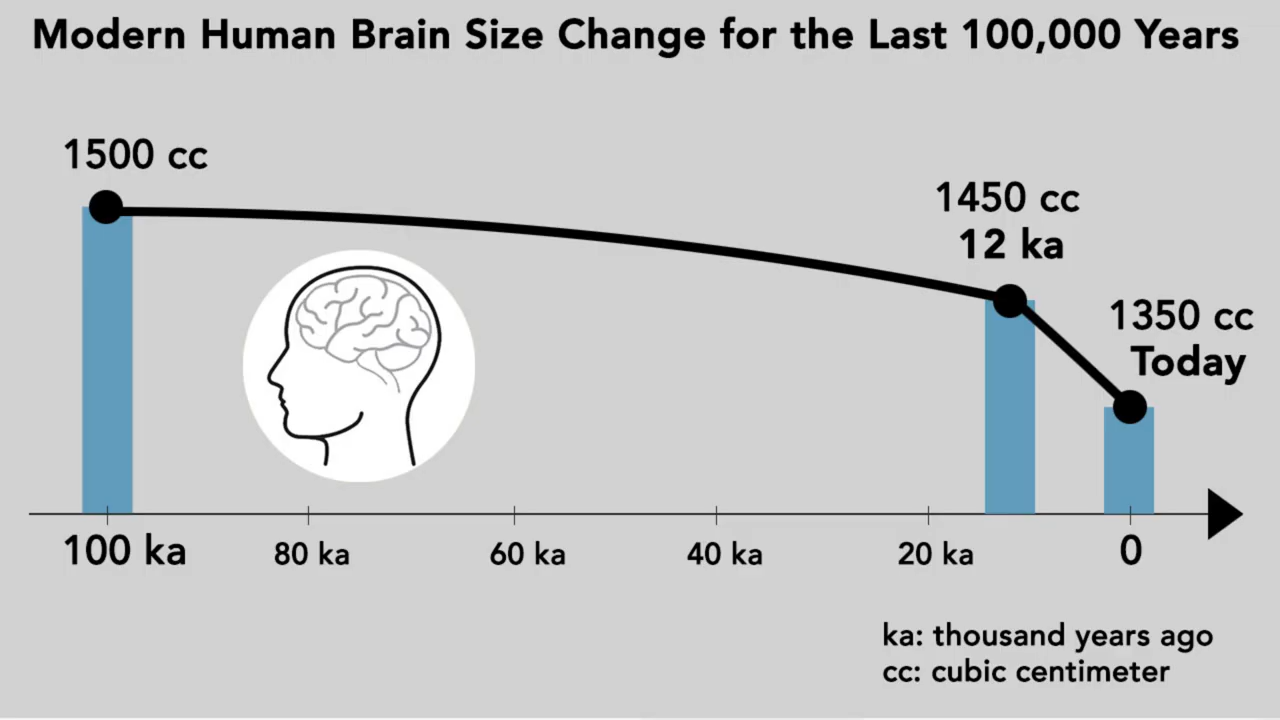 Modern Human Brain Size Change for the Last 100,000 Years
1500 cc
1450 cc
12 ka
1350 cc
Today
100 ka
80 ka
60 ka
40 ka
20 ka
0
ka: thousand years ago
cc: cubic centimeter